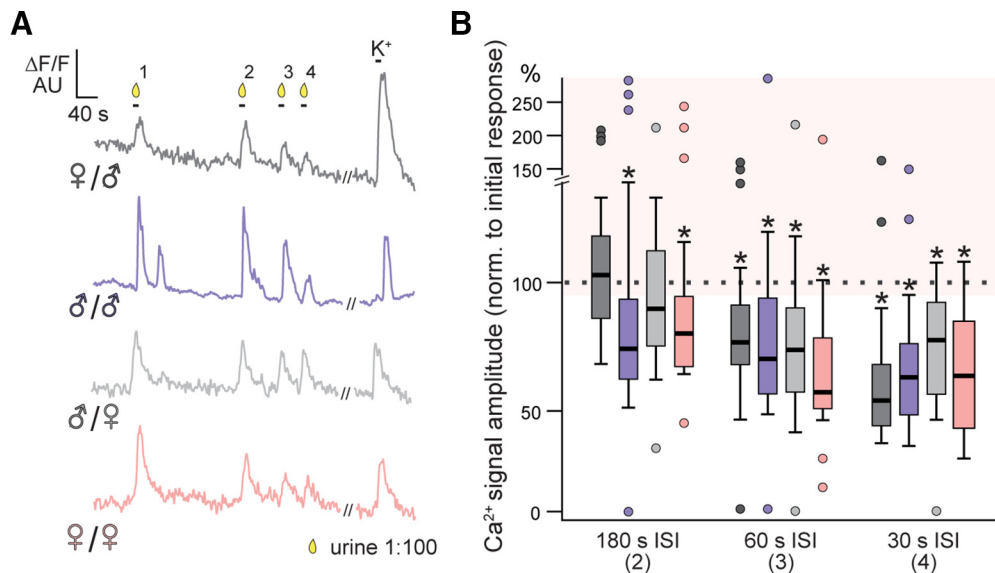 A
ΔF/F
AU
40 s
1
2
3
4
K⁺
//
♀/♂
//
♂/♂
//
♂/♀
//
♀/♀
urine 1:100
B
Ca²⁺ signal amplitude (norm. to initial response)
%
250
200
150
100
50
0
*
*
*
*
*
*
*
*
*
*
180 s ISI
(2)
60 s ISI
(3)
30 s ISI
(4)